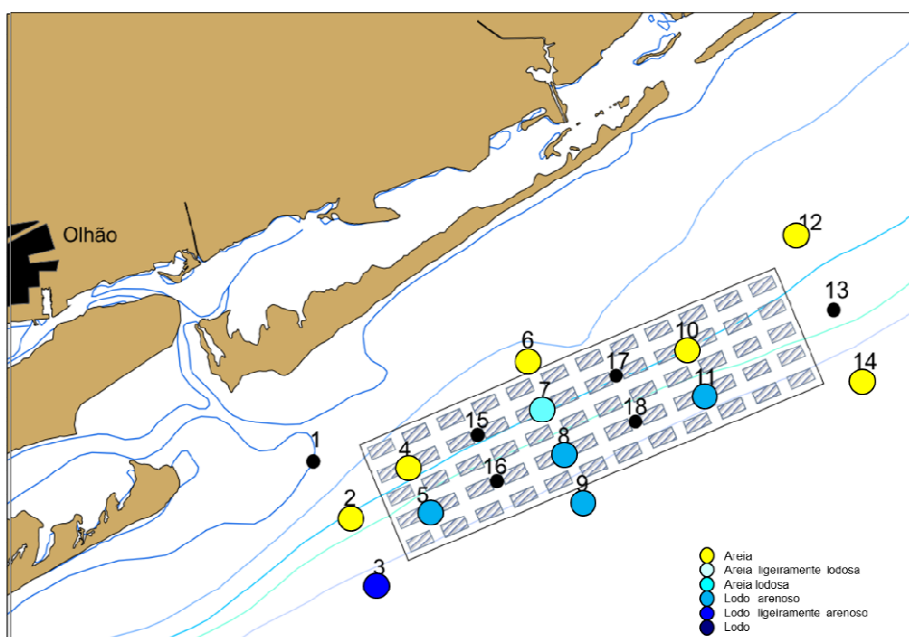 Olhão
12
13
6
10
17
14
7
11
15
18
1
8
4
16
5
9
2
3
Areia
Areia ligeiramente lodosa
Areia lodosa
Lodo arenoso
Lodo ligeiramente arenoso
Lodo